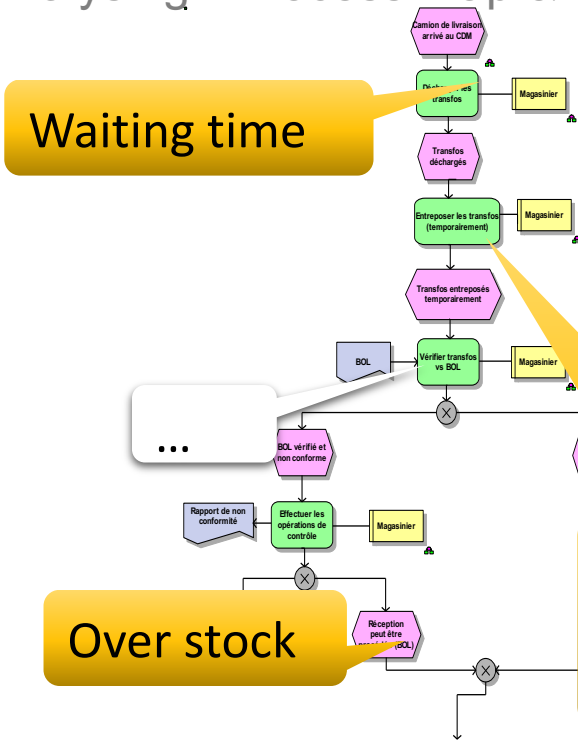 Camion de livraison
arrivé au CDM
transfos
Magasinier
Waiting time
Transfos
déchargés
Entreposer les transfos
(temporairement)
Magasinier
Transfos entreposés
temporairement
BOL
Vérifier transfos
vs BOL
Magasinier
X
...
BOL vérifié et
non conforme
Rapport de non
conformité
Effectuer les
opérations de
contrôle
Magasinier
X
Over stock
Réception
peut être
(BOL)
X